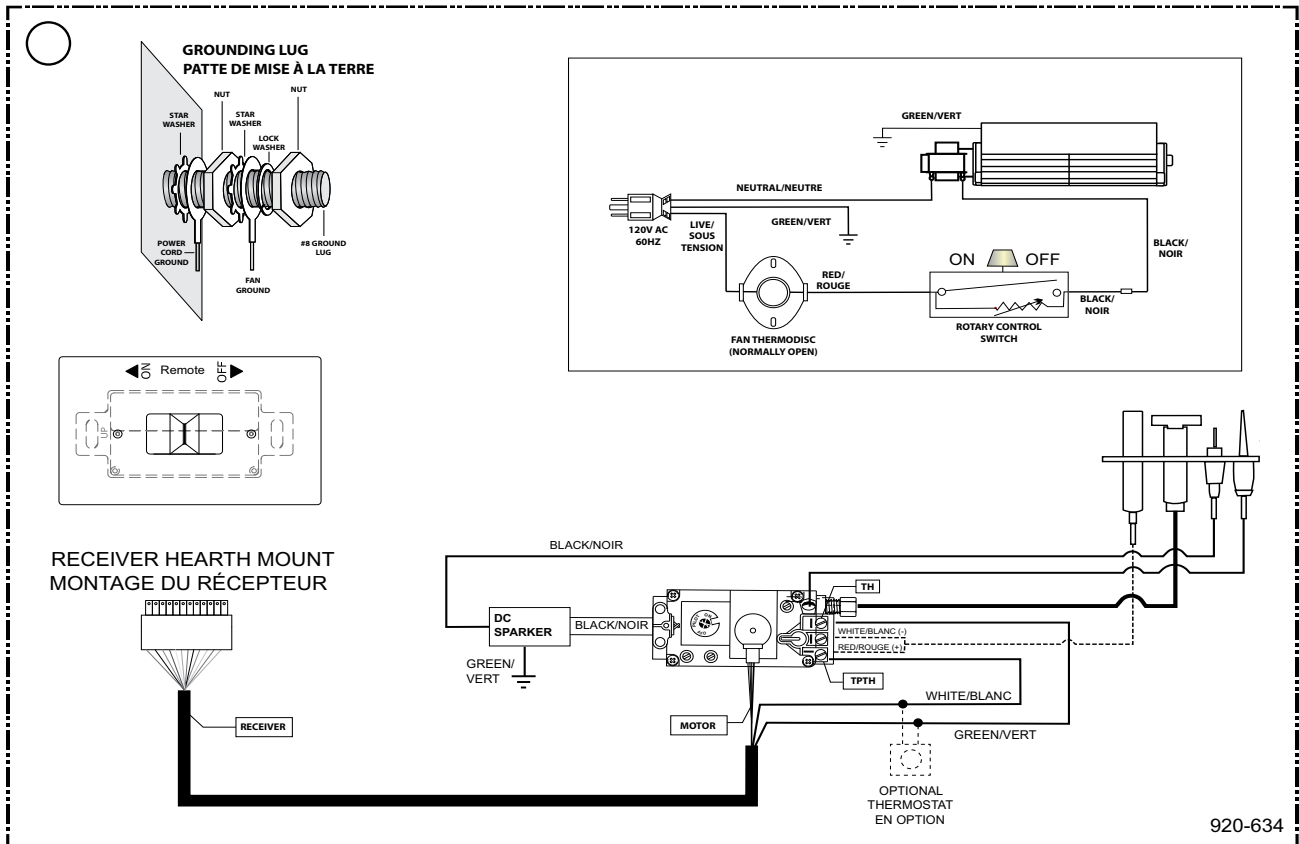 GROUNDING LUG
PATTE DE MISE À LA TERRE
NUT
NUT
STAR
WASHER
STAR
WASHER
LOCK
WASHER
POWER
CORD
GROUND
FAN
GROUND
#8 GROUND
LUG
GREEN/VERT
NEUTRAL/NEUTRE
120V AC
60HZ
LIVE/
SOUS
TENSION
GREEN/VERT
RED/
ROUGE
ON
OFF
BLACK/
NOIR
BLACK/
NOIR
FAN THERMODISC
(NORMALLY OPEN)
ROTARY CONTROL
SWITCH
ON
Remote
OFF
UP
RECEIVER HEARTH MOUNT
MONTAGE DU RÉCEPTEUR
RECEIVER
BLACK/NOIR
DC
SPARKER
BLACK/NOIR
GREEN/
VERT
PILOT
ON
OFF
TH
WHITE/BLANC (-)
RED/ROUGE (+)
TPTH
MOTOR
WHITE/BLANC
GREEN/VERT
OPTIONAL
THERMOSTAT
EN OPTION
920-634